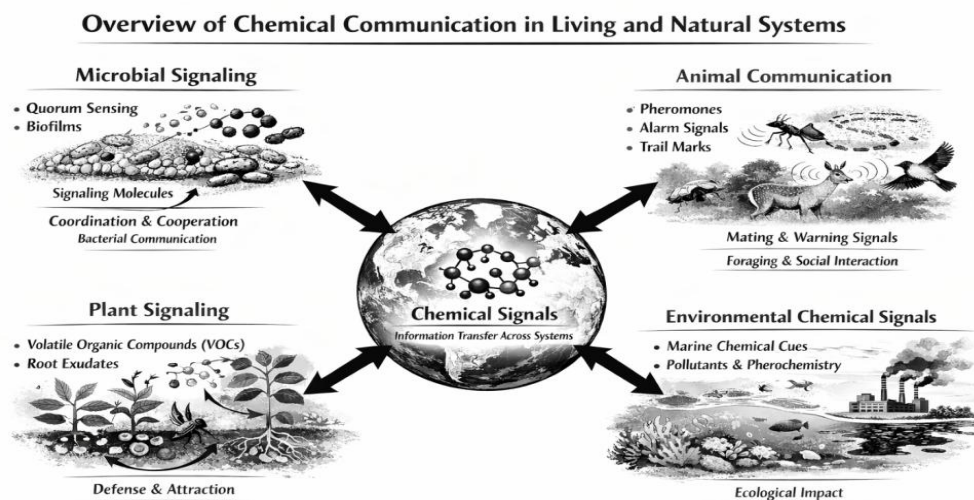 Overview of Chemical Communication in Living and Natural Systems
Microbial Signaling
• Quorum Sensing
• Biofilms
Signaling Molecules
Coordination & Cooperation
Bacterial Communication
Animal Communication
• Pheromones
• Alarm Signals
• Trail Marks
Mating & Warning Signals
Foraging & Social Interaction
Chemical Signals
Information Transfer Across Systems
Plant Signaling
• Volatile Organic Compounds (VOCs)
• Root Exudates
Defense & Attraction
Environmental Chemical Signals
• Marine Chemical Cues
• Pollutants & Pherochemistry
Ecological Impact